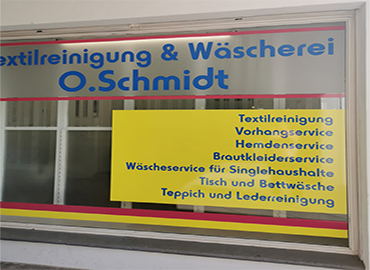 extilreinigung & Wäscherei
O.Schmidt
Textilreinigung
Vorhangservice
Hemdenservice
Brautkleiderservice
Wäscheservice für Singlehaushalte
Tisch und Bettwäsche
Teppich und Lederreinigung